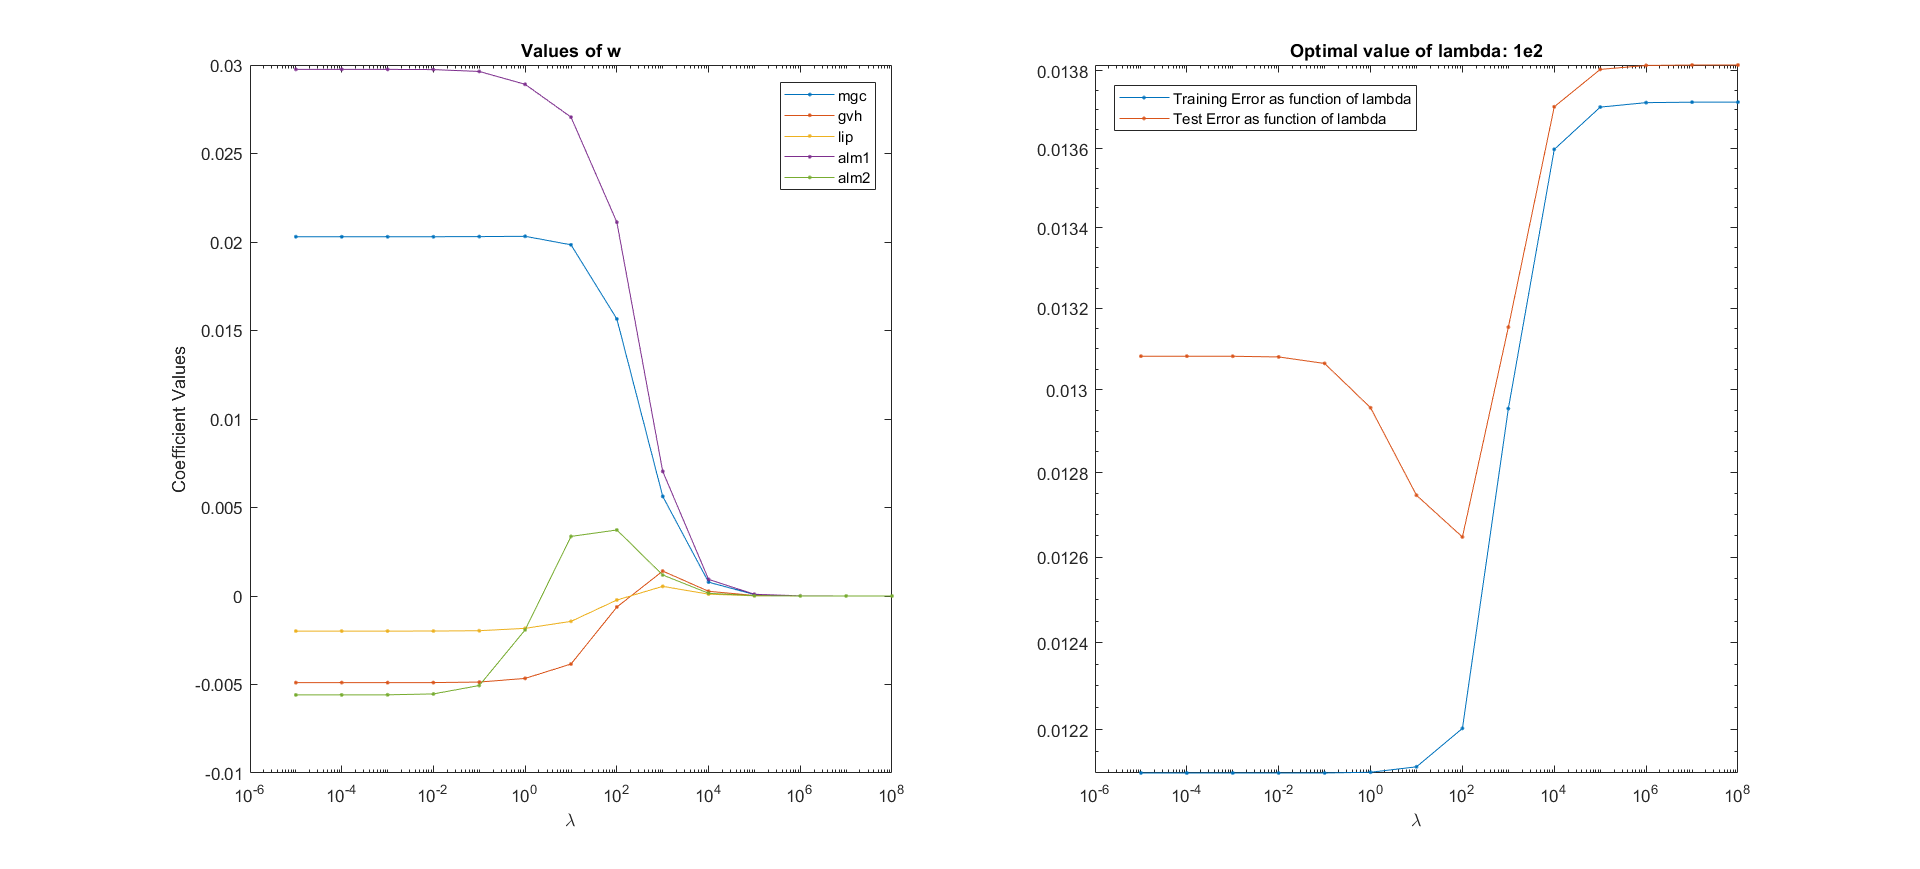 Values of w
0.03
0.025
0.02
0.015
0.01
0.005
0
-0.005
-0.01
Coefficient Values
10^-6
10^-4
10^-2
10^0
10^2
10^4
10^6
10^8
λ
mgc
gvh
lip
alm1
alm2
Optimal value of lambda: 1e2
0.0138
0.0136
0.0134
0.0132
0.013
0.0128
0.0126
0.0124
0.0122
10^-6
10^-4
10^-2
10^0
10^2
10^4
10^6
10^8
λ
Training Error as function of lambda
Test Error as function of lambda